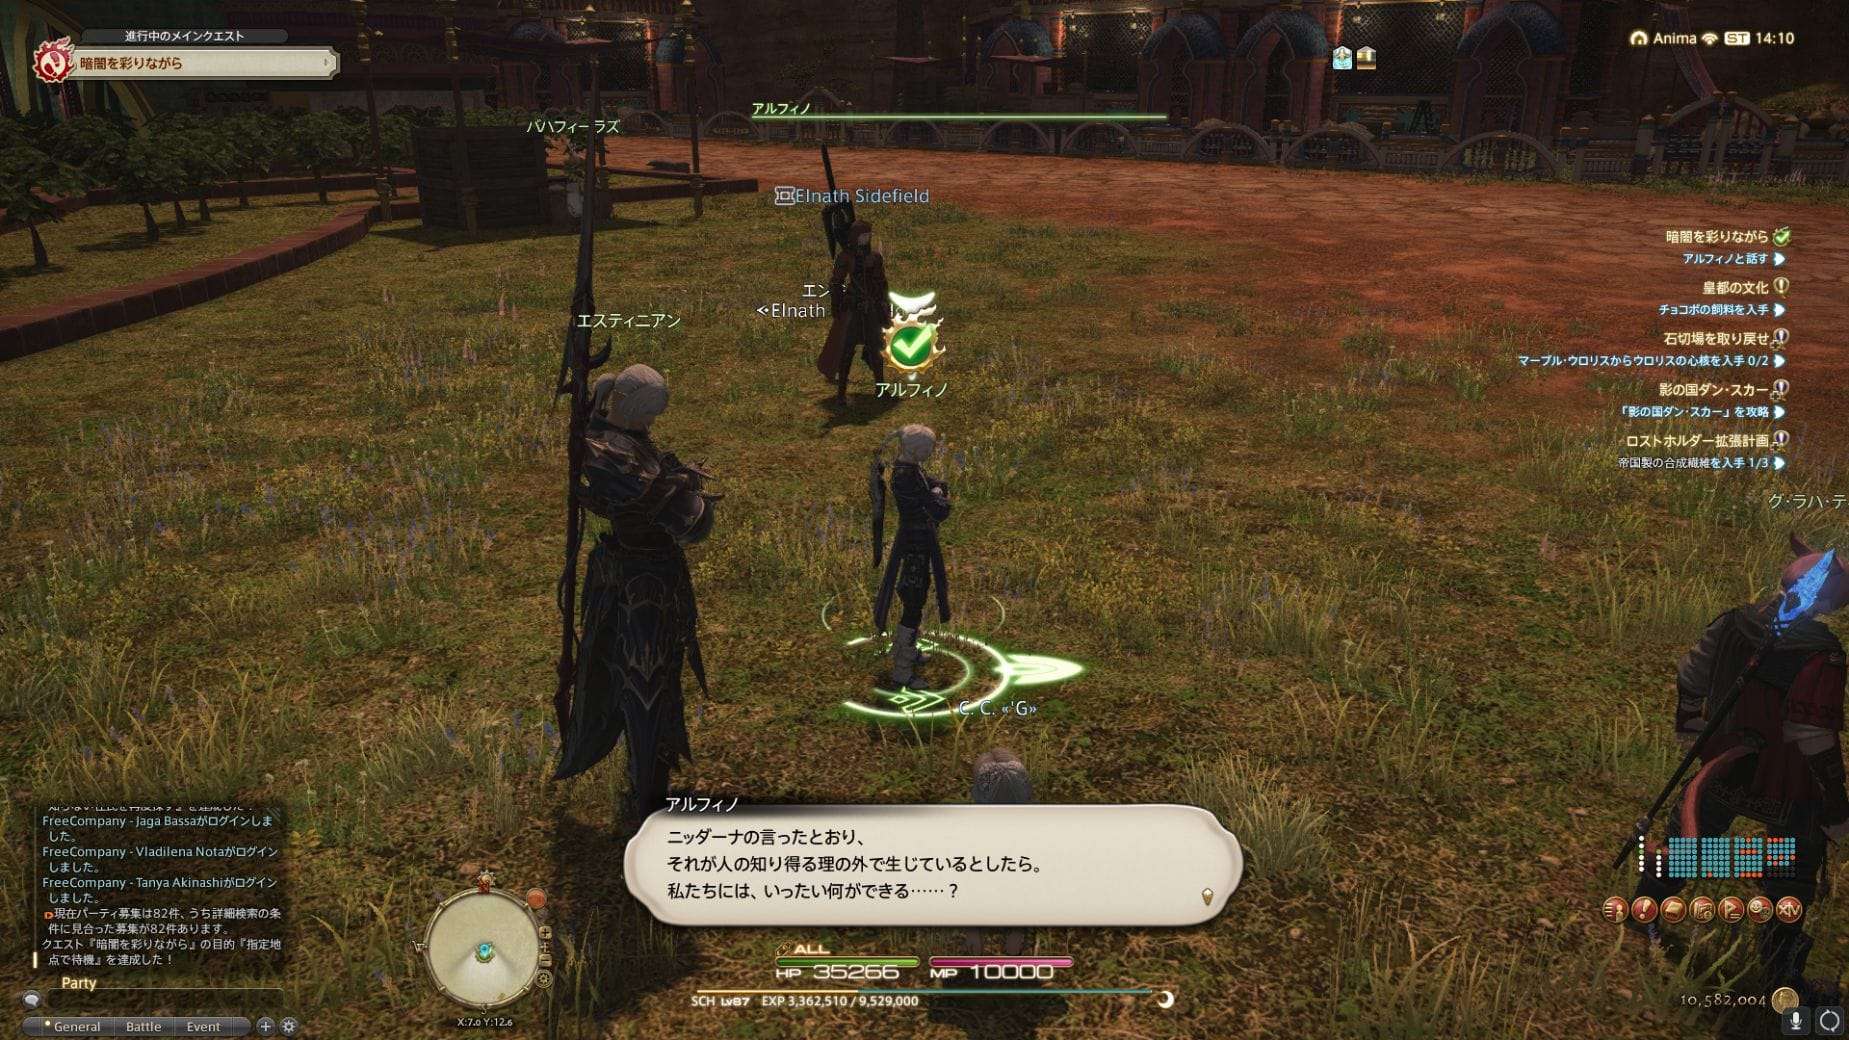 進行中のメインクエスト
暗闇を彩りながら
Anima ST 14:10
アルフィノ
バハフィーラズ
Elnath Sidefield
エン
Elnath
エスティニアン
アルフィノ
暗闇を彩りながら
アルフィノと話す
皇都の文化
チョコボの飼料を入手
石切場を取り戻せ
マーブル・ウロリスからウロリスの心核を入手 0/2
影の国ダン・スカー
「影の国ダン・スカー」を攻略
ロストホルダー拡張計画
帝国製の合成繊維を入手 1/3
グ・ラハ・テ
C. C. «'G»
アルフィノ
ニッダーナの言ったとおり、
それが人の知り得る理の外で生じているとしたら。
私たちには、いったい何ができる……？
FreeCompany - Jaga Bassaがログインしま
した。
FreeCompany - Vladilena Notaがログイン
しました。
FreeCompany - Tanya Akinashiがログイン
しました。
現在パーティ募集は82件、うち詳細検索の条
件に見合った募集が82件あります。
クエスト『暗闇を彩りながら』の目的『指定地
点で待機』を達成した！
Party
General Battle Event
X:7.0 Y:12.6
ALL
HP 35266 MP 10000
SCH Lv87 EXP 3,362,510 / 9,529,000
10,582,004
XIV